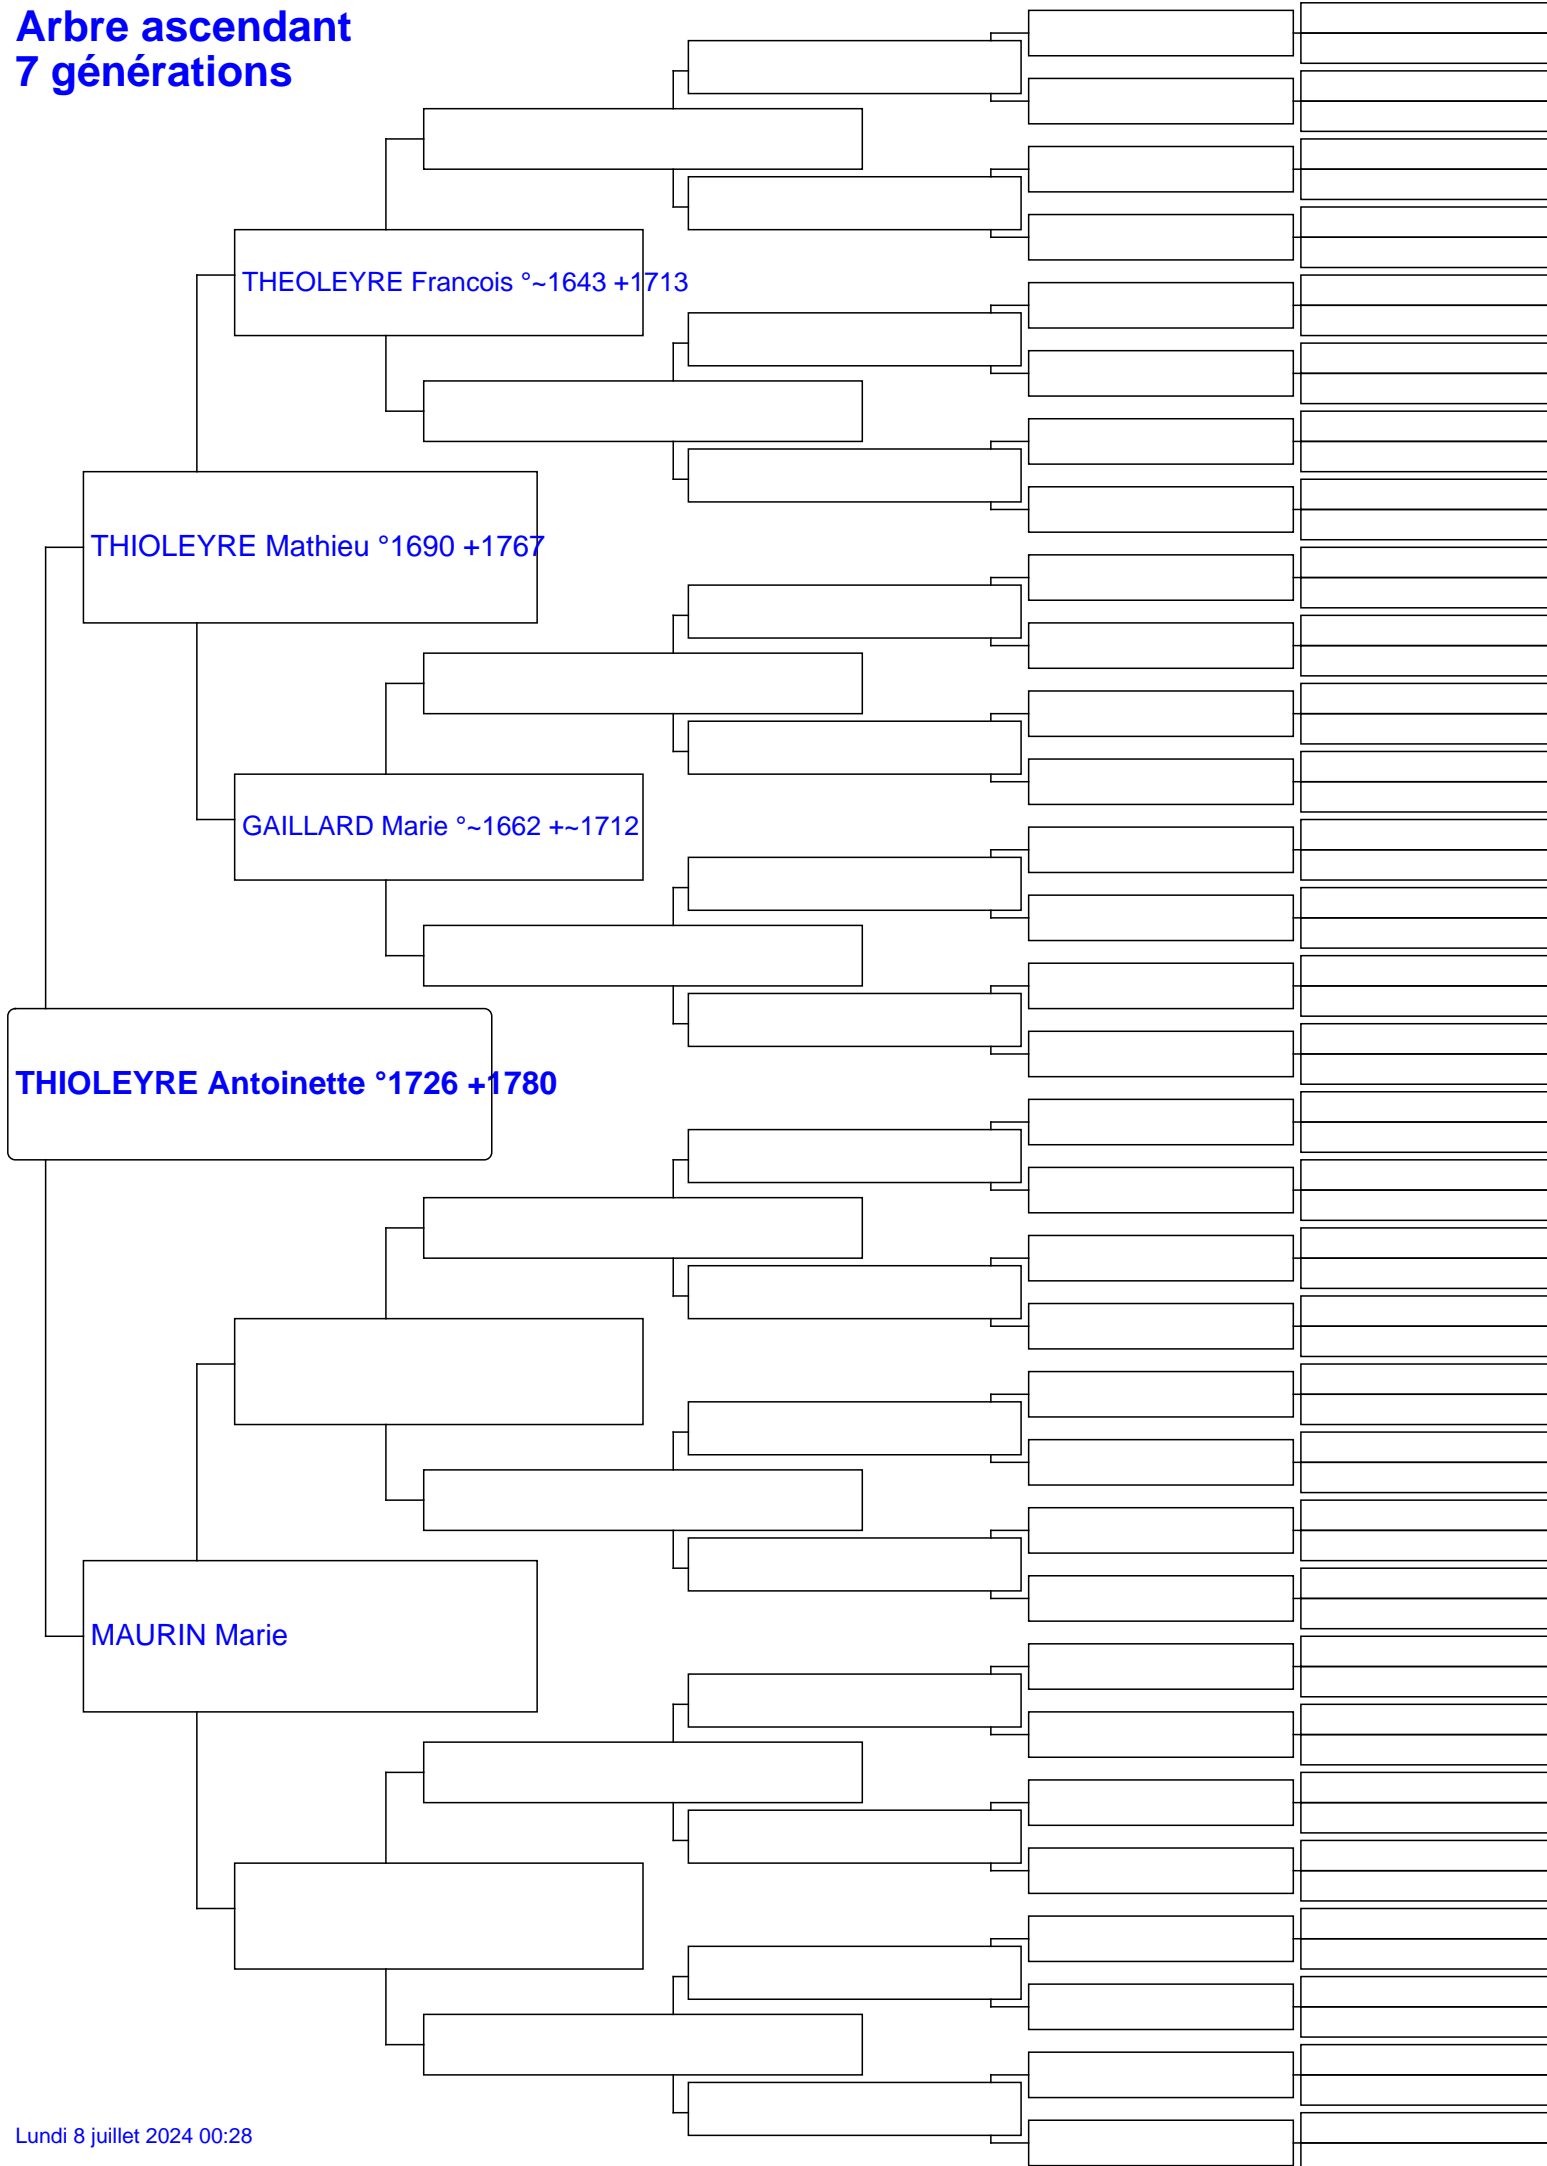 Arbre ascendant
7 générations
THEOLEYRE Francois °~1643 +1713
THIOLEYRE Mathieu °1690 +1767
GAILLARD Marie °~1662 +~1712
THIOLEYRE Antoinette °1726 +1780
MAURIN Marie
Lundi 8 juillet 2024 00:28